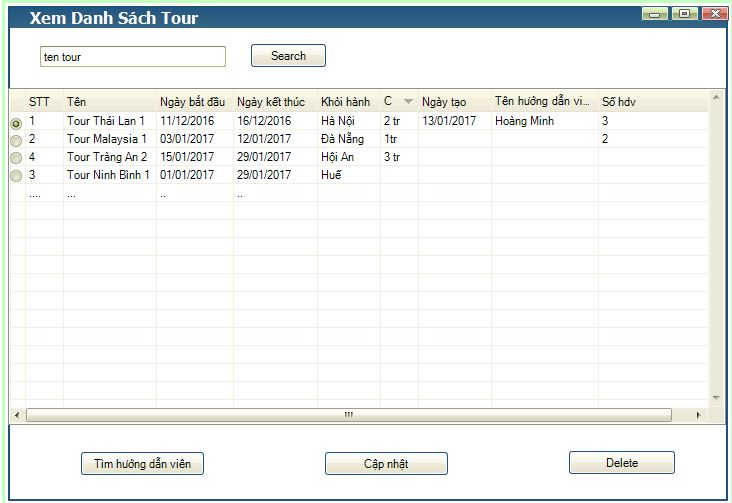 Xem Danh Sách Tour
ten tour Search
STT Tên Ngày bắt đầu Ngày kết thúc Khỏi hành C Ngày tạo Tên hướng dẫn vi... Số hdv
1 Tour Thái Lan 1 11/12/2016 16/12/2016 Hà Nội 2 tr 13/01/2017 Hoàng Minh 3
2 Tour Malaysia 1 03/01/2017 12/01/2017 Đà Nẵng 1tr 2
4 Tour Tràng An 2 15/01/2017 29/01/2017 Hội An 3 tr
3 Tour Ninh Bình 1 01/01/2017 29/01/2017 Huế
.... ... .. ..
Tìm hướng dẫn viên Cập nhật Delete